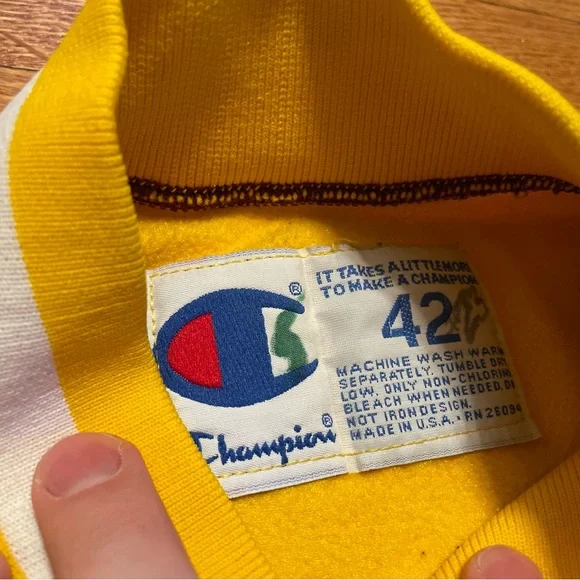 ®
Champion®
IT TAKES A LITTLE MORE
TO MAKE A CHAMPION
42
MACHINE WASH WARM
SEPARATELY. TUMBLE DRY
LOW. ONLY NON-CHLORINE
BLEACH WHEN NEEDED. DO
NOT IRON DESIGN.
MADE IN U.S.A. • RN 26094